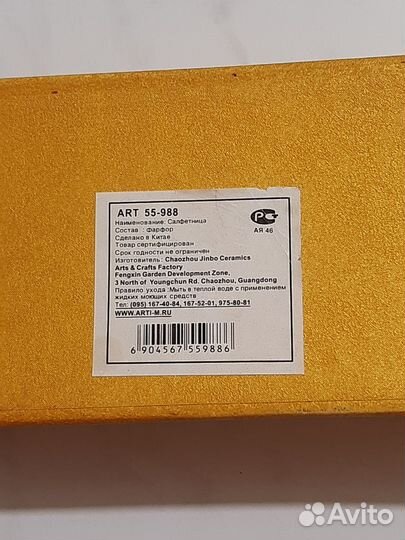 ART 55-988
Наименование: Салфетница
Состав : Фарфор
Сделано в Китае
Товар сертифицирован
Срок годности не ограничен
Изготовитель : Chaozhou Jinbo Ceramics
Arts & Crafts Factory
Fengxin Garden Development Zone,
3 North of Youngchun Rd. Chaozhou, Guangdong
Правило ухода :Мыть в теплой воде с применением
жидких моющих средств
Тел: (095) 167-40-84, 167-52-01, 975-80-81
WWW.ARTI-M.RU
6 904567 559886
РС
АЯ 46
Avito